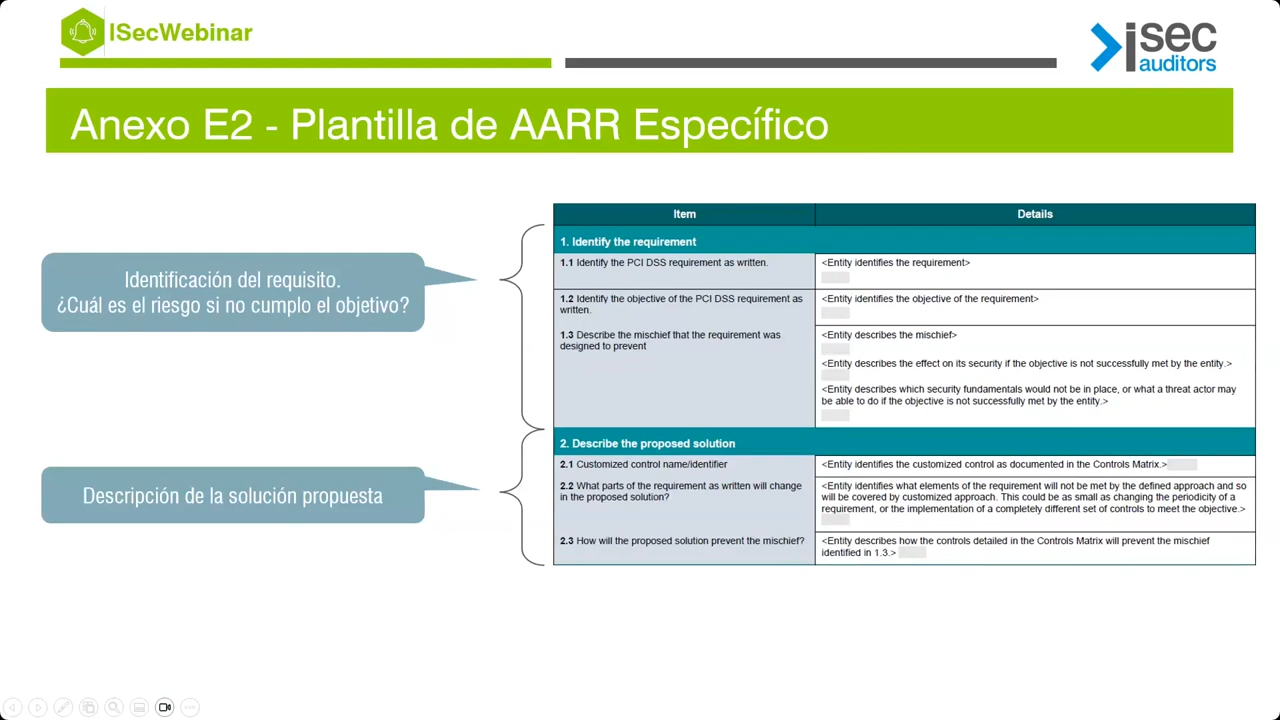 ISecWebinar
isec
auditors
Anexo E2 - Plantilla de AARR Específico
Identificación del requisito.
¿Cuál es el riesgo si no cumplo el objetivo?
Descripción de la solución propuesta
Item
Details
1. Identify the requirement
1.1 Identify the PCI DSS requirement as written.
<Entity identifies the requirement>
1.2 Identify the objective of the PCI DSS requirement as
written.
<Entity identifies the objective of the requirement>
1.3 Describe the mischief that the requirement was
designed to prevent
<Entity describes the mischief>
<Entity describes the effect on its security if the objective is not successfully met by the entity.>
<Entity describes which security fundamentals would not be in place, or what a threat actor may
be able to do if the objective is not successfully met by the entity.>
2. Describe the proposed solution
2.1 Customized control name/identifier
<Entity identifies the customized control as documented in the Controls Matrix.>
2.2 What parts of the requirement as written will change
in the proposed solution?
<Entity identifies what elements of the requirement will not be met by the defined approach and so
will be covered by customized approach. This could be as small as changing the periodicity of a
requirement, or the implementation of a completely different set of controls to meet the objective.>
2.3 How will the proposed solution prevent the mischief?
<Entity describes how the controls detailed in the Controls Matrix will prevent the mischief
identified in 1.3.>